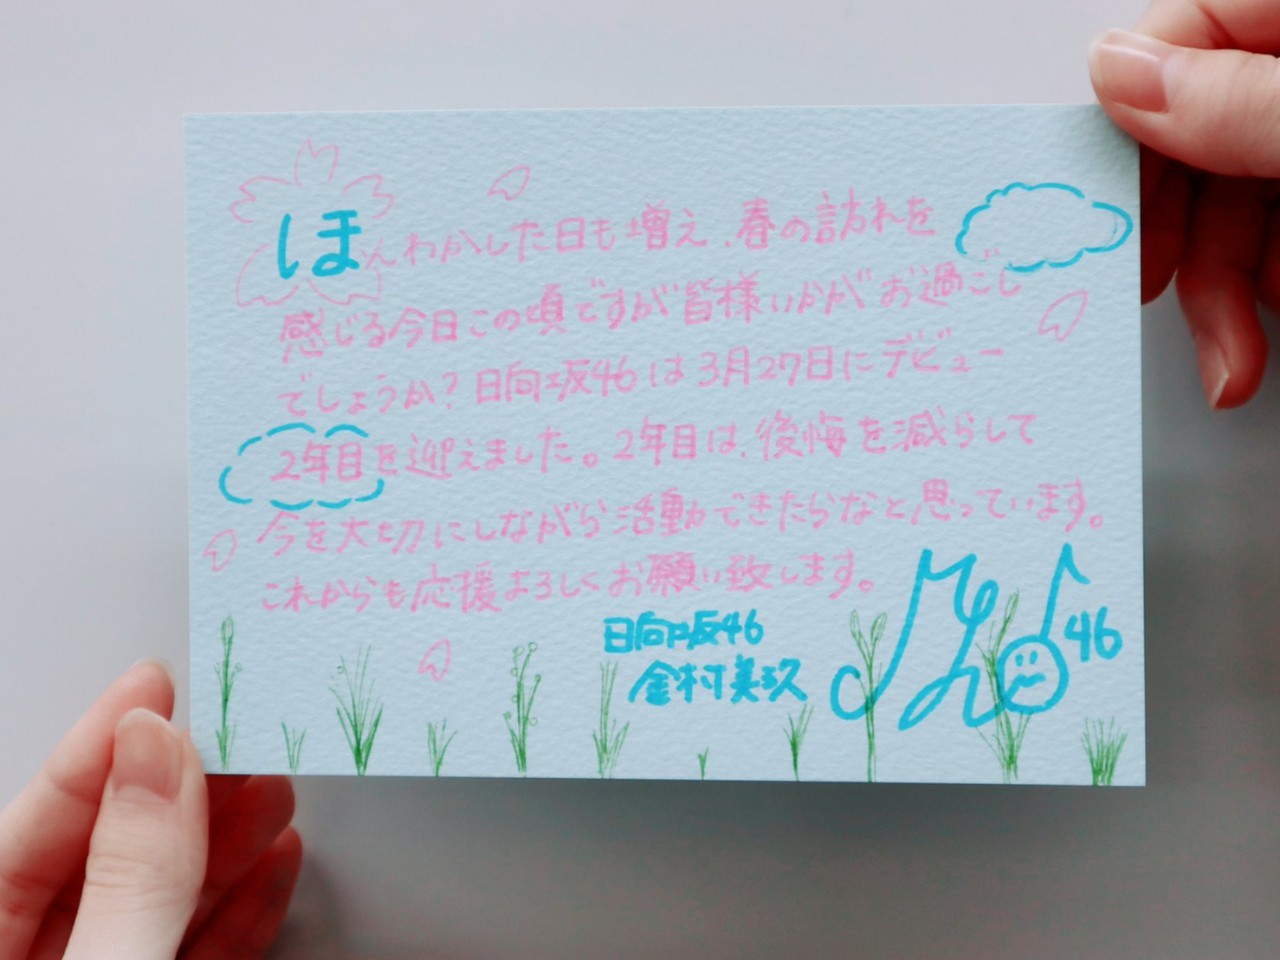 ほんわかした日も増え、春の訪れを
感じる今日この頃ですが皆様いかがお過ごし
でしょうか?日向坂46は3月27日にデビュー
2年目を迎えました。2年目は、後悔を減らして
今を大切にしながら活動できたらなと思っています。
これからも応援よろしくお願い致します。
日向坂46
金村美玖
46